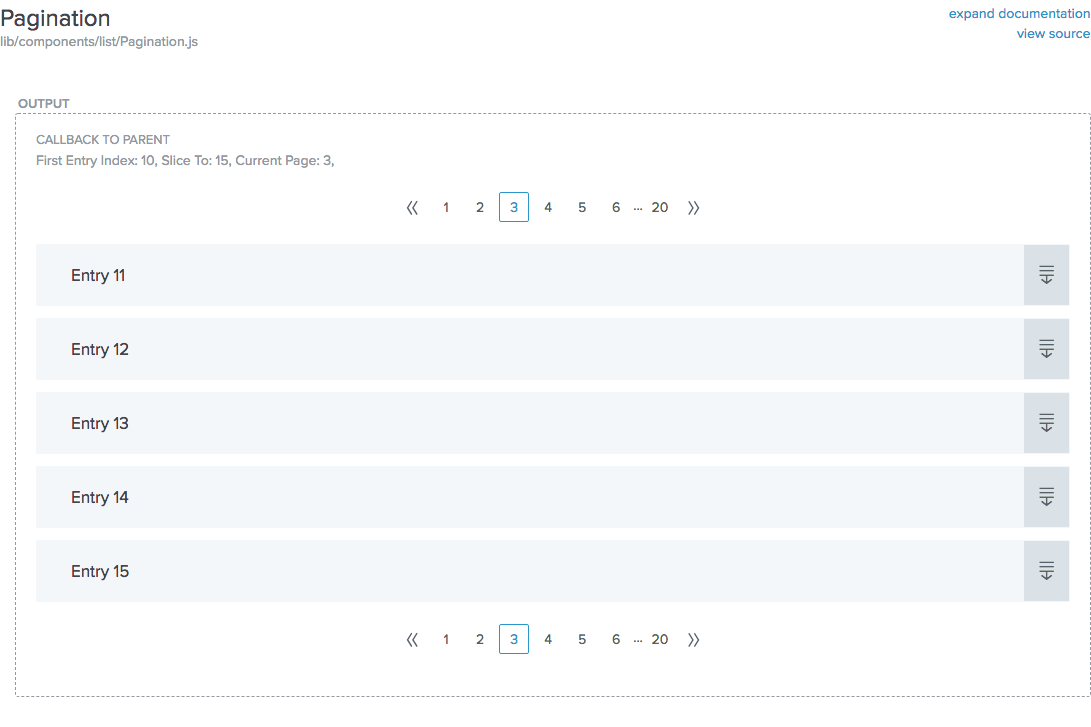 Pagination
expand documentation
lib/components/list/Pagination.js
view source
OUTPUT
CALLBACK TO PARENT
First Entry Index: 10, Slice To: 15, Current Page: 3,
« 1 2 3 4 5 6 ... 20 »
Entry 11
Entry 12
Entry 13
Entry 14
Entry 15
« 1 2 3 4 5 6 ... 20 »